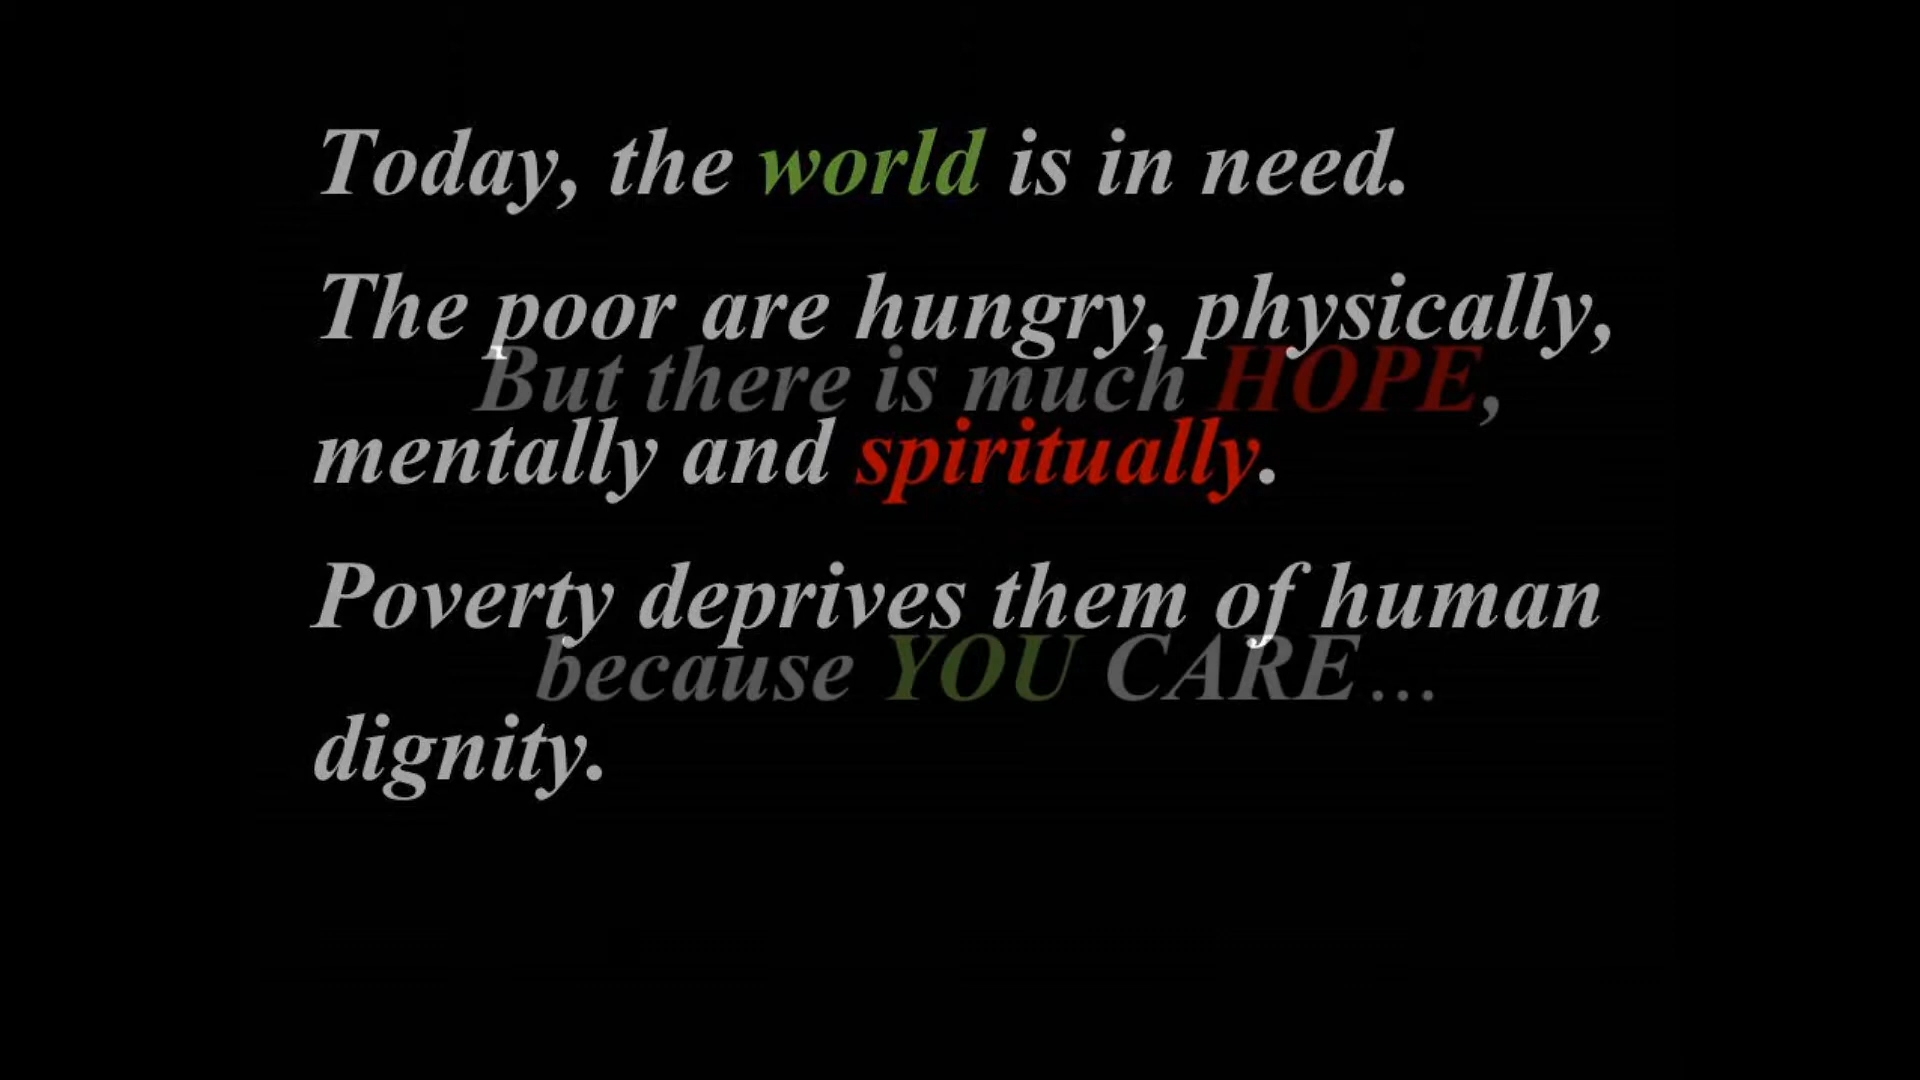 Today, the world is in need.
The poor are hungry, physically,
But there is much HOPE,
mentally and spiritually.
Poverty deprives them of human
because YOU CARE...
dignity.